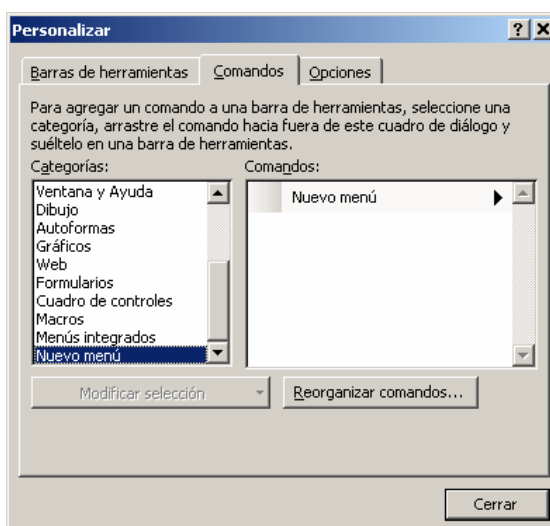 Personalizar
Barras de herramientas
Comandos
Opciones
Para agregar un comando a una barra de herramientas, seleccione una
categoría, arrastre el comando hacia fuera de este cuadro de diálogo y
suéltelo en una barra de herramientas.
Categorías:
Comandos:
Ventana y Ayuda
Dibujo
Autoformas
Gráficos
Web
Formularios
Cuadro de controles
Macros
Menús integrados
Nuevo menú
Nuevo menú
Modificar selección
Reorganizar comandos...
Cerrar